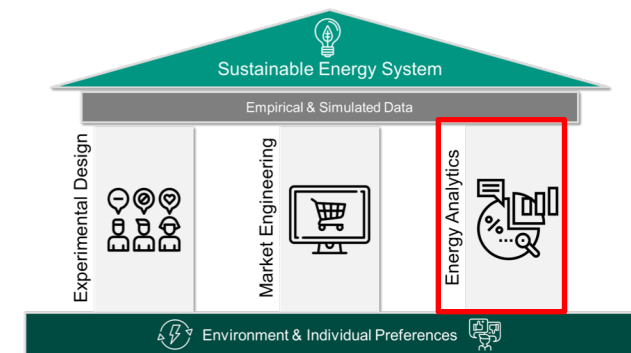 Sustainable Energy System
Empirical & Simulated Data
Experimental Design
Market Engineering
Energy Analytics
%...
Environment & Individual Preferences